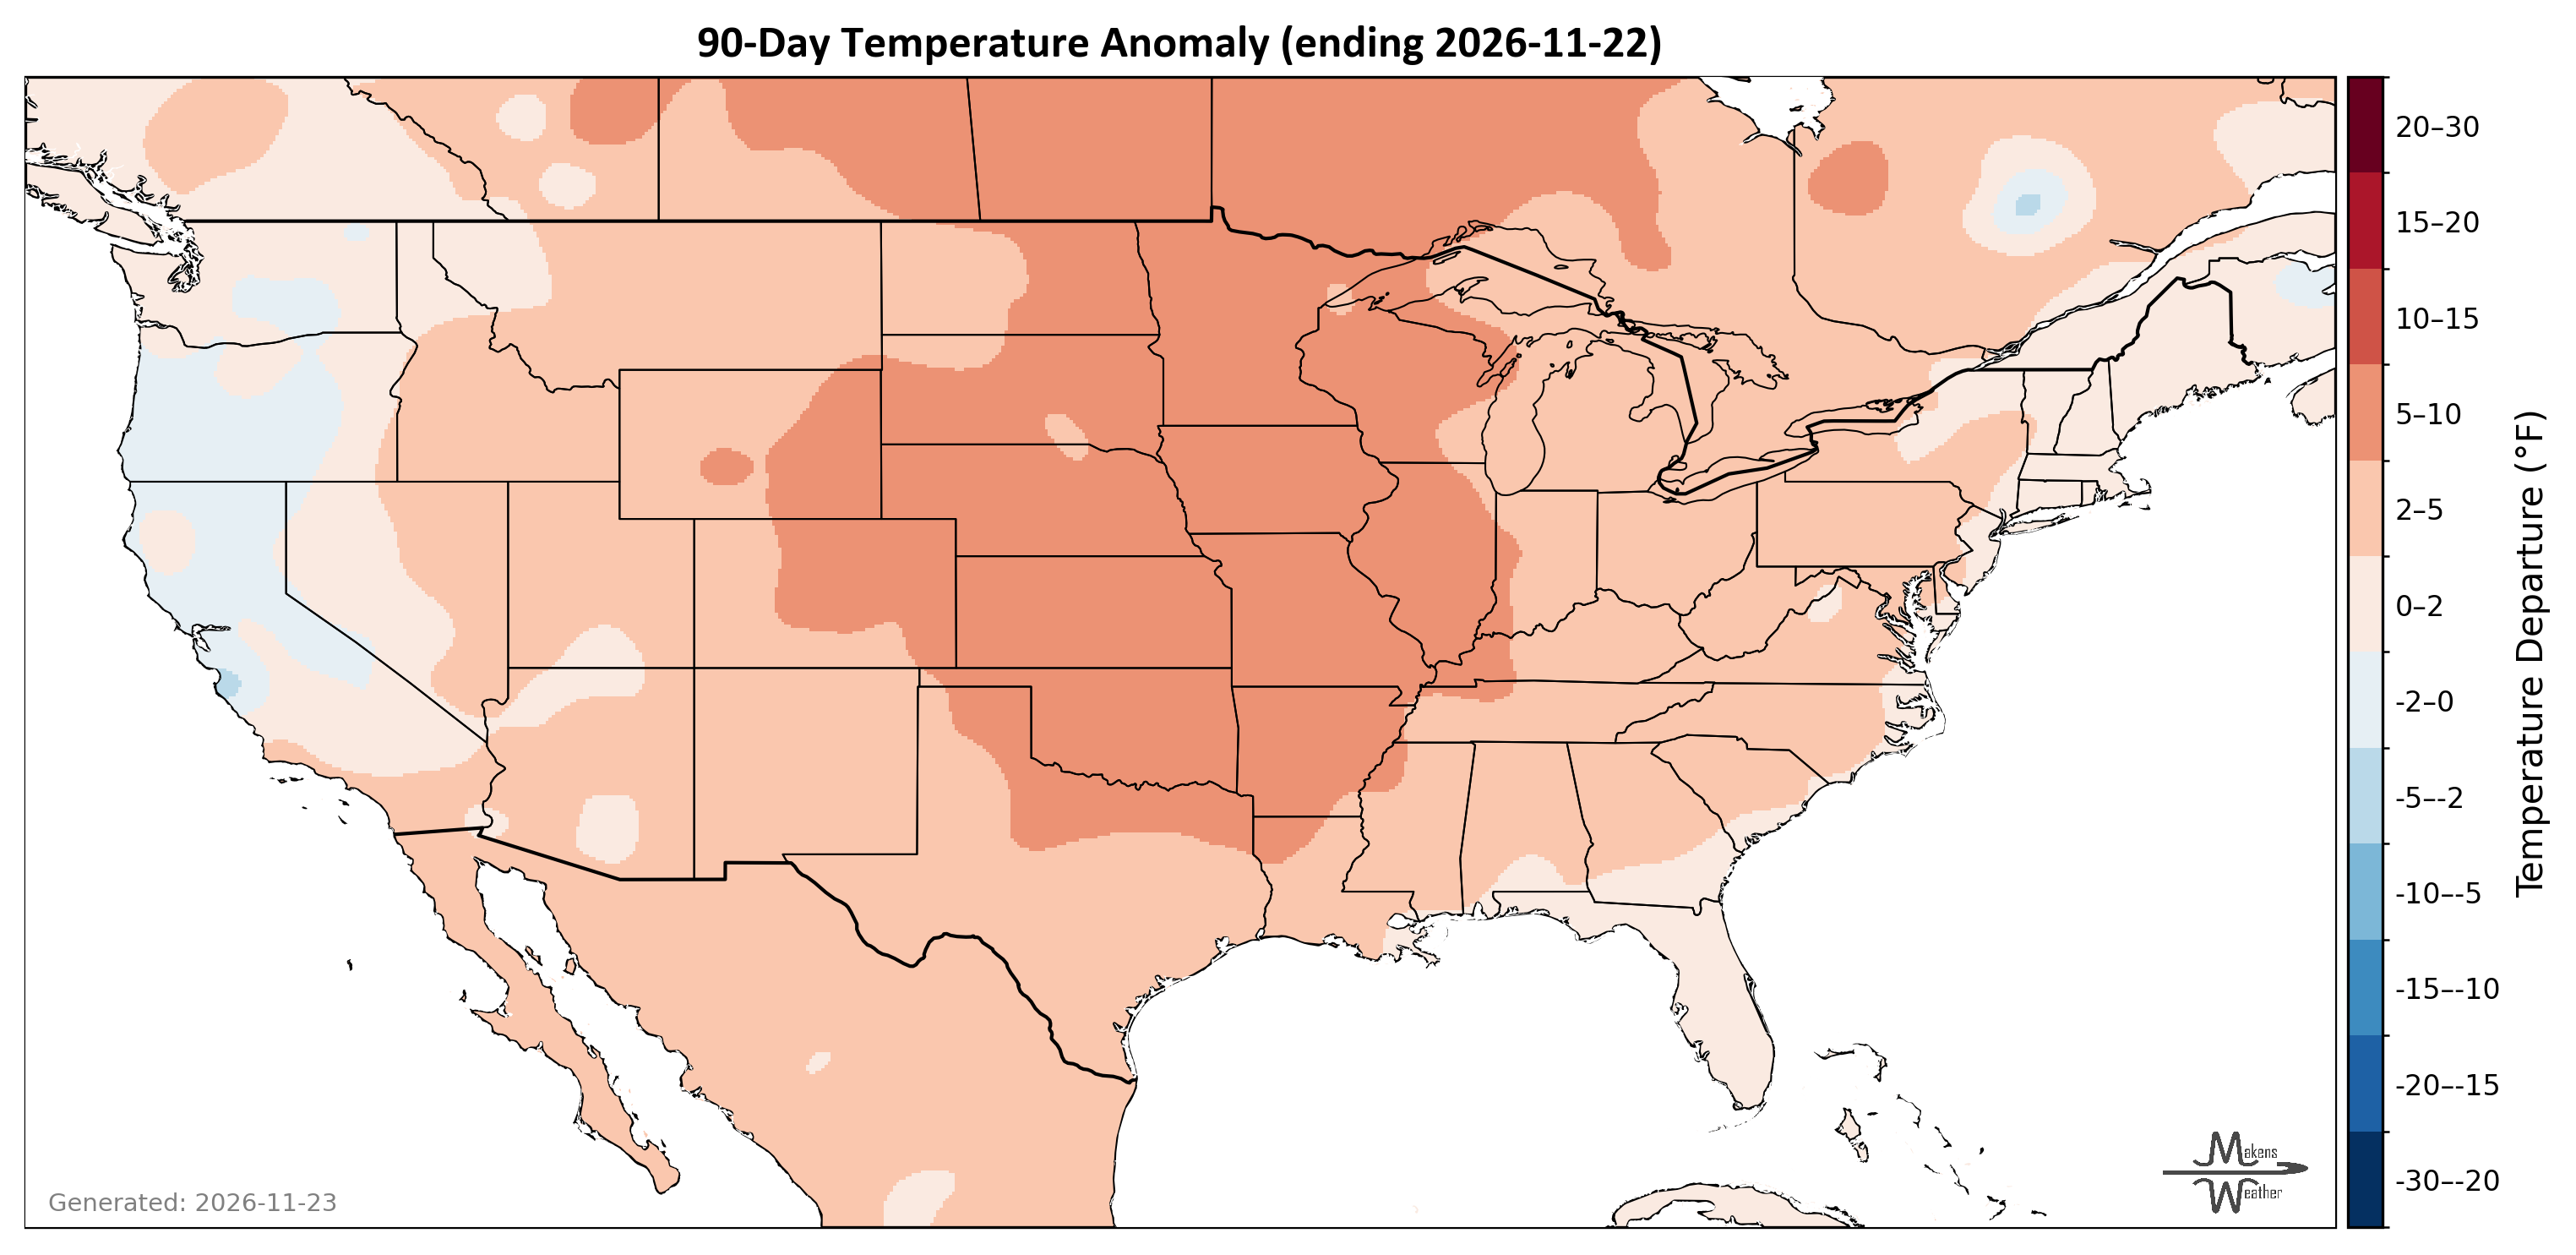 90-Day Temperature Anomaly (ending 2026-11-22)
20–30
15–20
10–15
5–10
2–5
0–2
-2–0
-5–-2
-10–-5
-15–-10
-20–-15
-30–-20
Temperature Departure (°F)
Generated: 2026-11-23
Makens
Weather